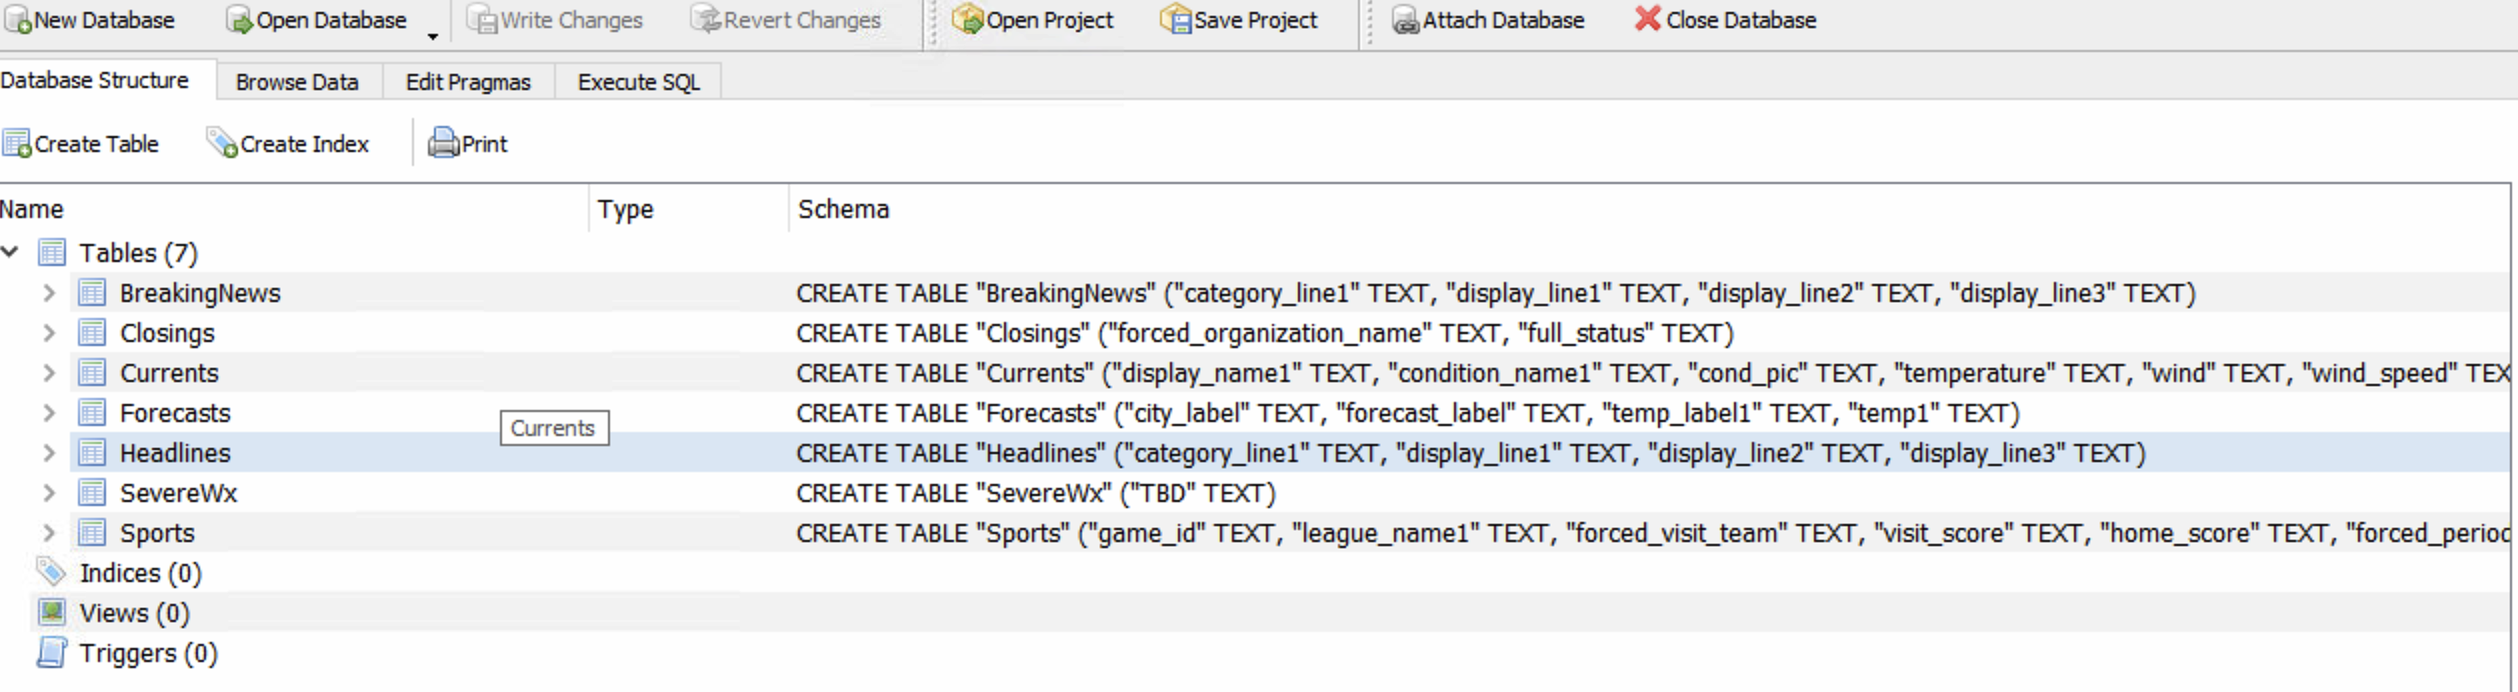 New Database Open Database Write Changes Revert Changes Open Project Save Project Attach Database Close Database
Database Structure Browse Data Edit Pragmas Execute SQL
Create Table Create Index Print
Name Type Schema
Tables (7)
BreakingNews CREATE TABLE "BreakingNews" ("category_line1" TEXT, "display_line1" TEXT, "display_line2" TEXT, "display_line3" TEXT)
Closings CREATE TABLE "Closings" ("forced_organization_name" TEXT, "full_status" TEXT)
Currents CREATE TABLE "Currents" ("display_name1" TEXT, "condition_name1" TEXT, "cond_pic" TEXT, "temperature" TEXT, "wind" TEXT, "wind_speed" TEX
Forecasts CREATE TABLE "Forecasts" ("city_label" TEXT, "forecast_label" TEXT, "temp_label1" TEXT, "temp1" TEXT)
Currents
Headlines CREATE TABLE "Headlines" ("category_line1" TEXT, "display_line1" TEXT, "display_line2" TEXT, "display_line3" TEXT)
SevereWx CREATE TABLE "SevereWx" ("TBD" TEXT)
Sports CREATE TABLE "Sports" ("game_id" TEXT, "league_name1" TEXT, "forced_visit_team" TEXT, "visit_score" TEXT, "home_score" TEXT, "forced_period
Indices (0)
Views (0)
Triggers (0)